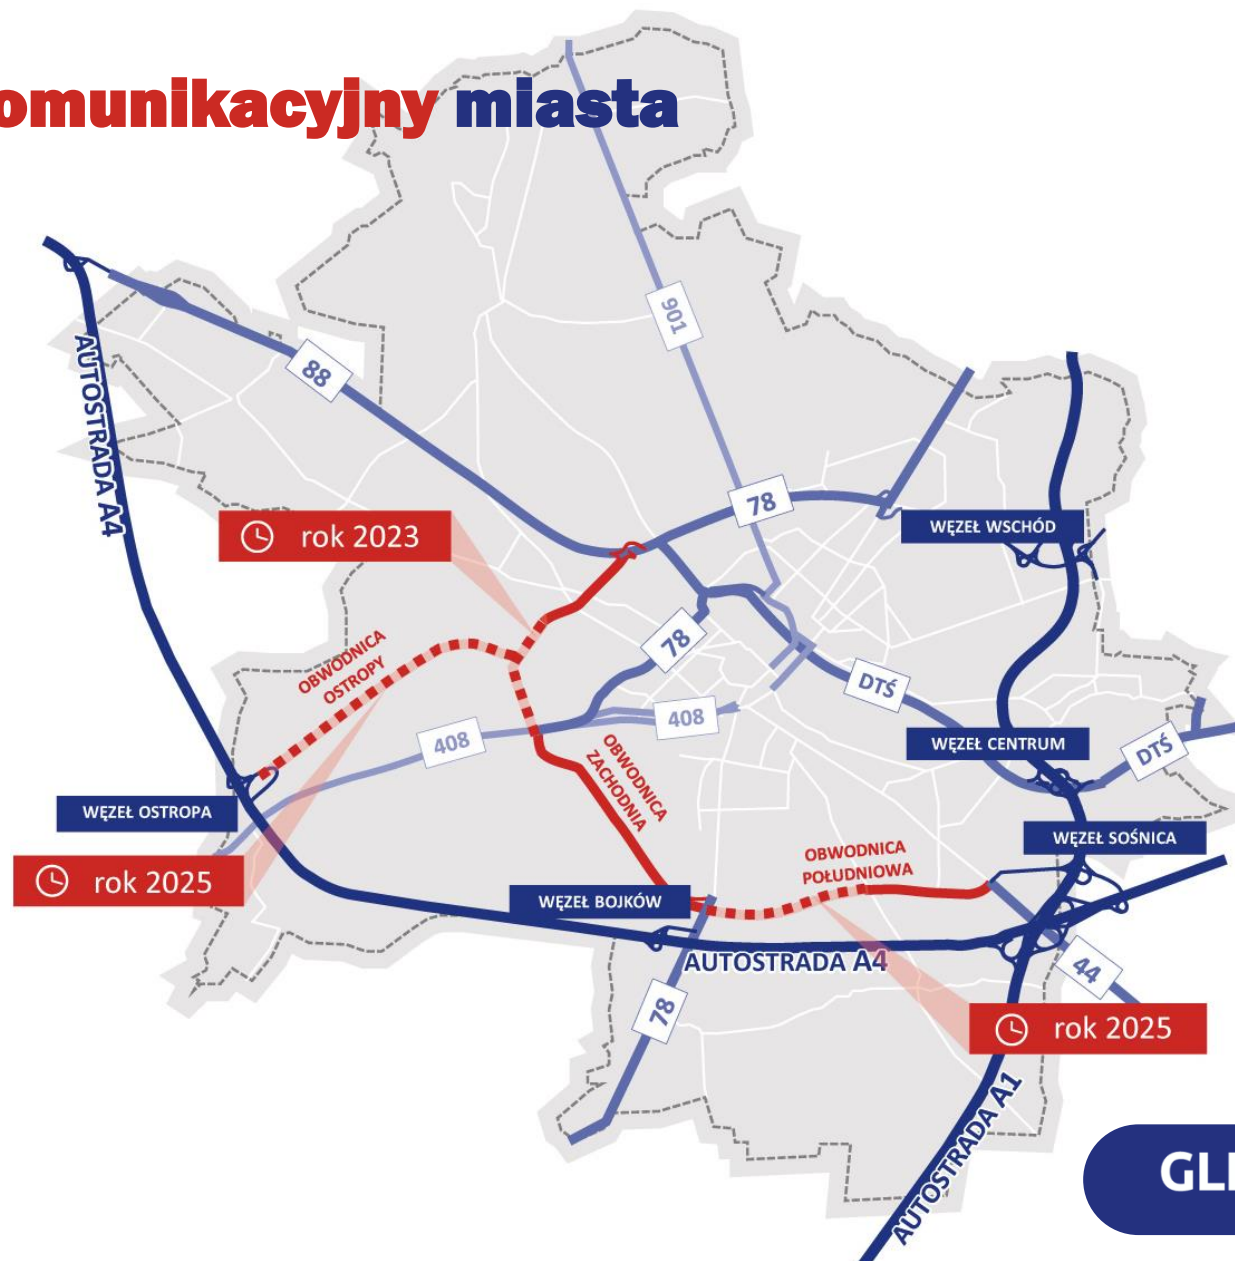 omunikacyjny miasta
901
AUTOSTRADA A4
88
78
WĘZEŁ WSCHÓD
rok 2023
78
OBWODNICA
OSTROPY
DTŚ
408
408
WĘZEŁ CENTRUM
DTŚ
OBWODNICA
ZACHODNIA
WĘZEŁ OSTROPA
WĘZEŁ SOŚNICA
OBWODNICA
POŁUDNIOWA
rok 2025
WĘZEŁ BOJKÓW
AUTOSTRADA A4
44
78
rok 2025
AUTOSTRADA A1